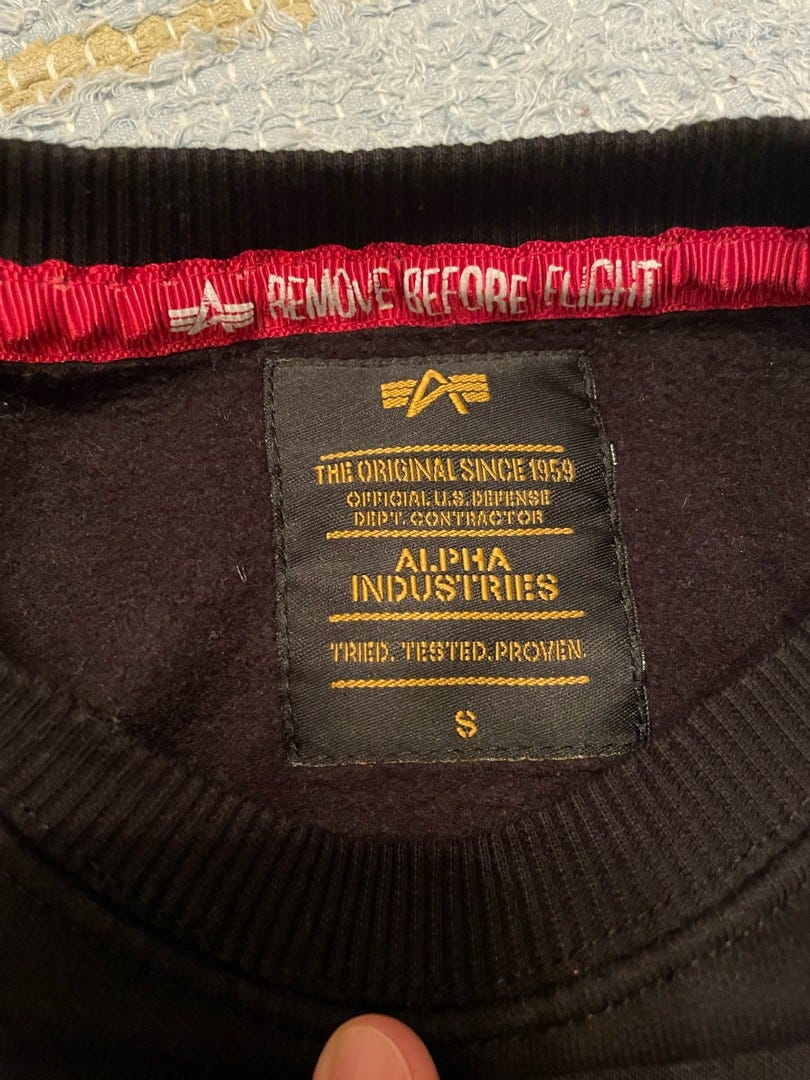 REMOVE BEFORE FLIGHT
THE ORIGINAL SINCE 1959
OFFICIAL U.S. DEFENSE
DEPT. CONTRACTOR
ALPHA
INDUSTRIES
TRIED. TESTED. PROVEN.
S